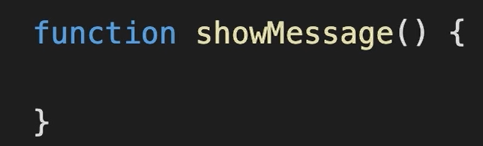 function showMessage() {
}